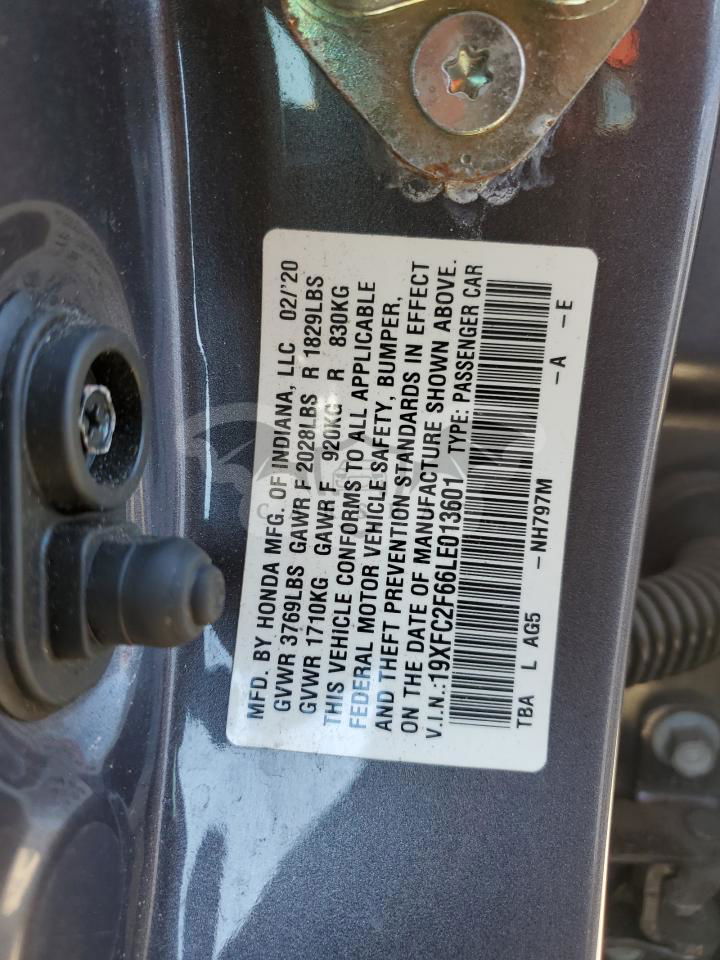 MFD. BY HONDA MFG. OF INDIANA, LLC 02/'20
GVWR 3769LBS GAWR F 2028LBS R 1829LBS
GVWR 1710KG GAWR F 920KG R 830KG
THIS VEHICLE CONFORMS TO ALL APPLICABLE
FEDERAL MOTOR VEHICLE SAFETY, BUMPER,
AND THEFT PREVENTION STANDARDS IN EFFECT
ON THE DATE OF MANUFACTURE SHOWN ABOVE.
V.I.N.:19XFC2F66LE013601 TYPE: PASSENGER CAR
TBA L AG5 -NH797M -A -E